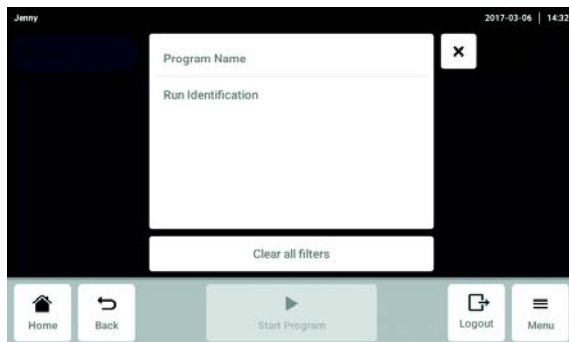 Jenny
2017-03-06 | 14:32
Program Name
Run Identification
Clear all filters
Home
Back
Start Program
Logout
Menu